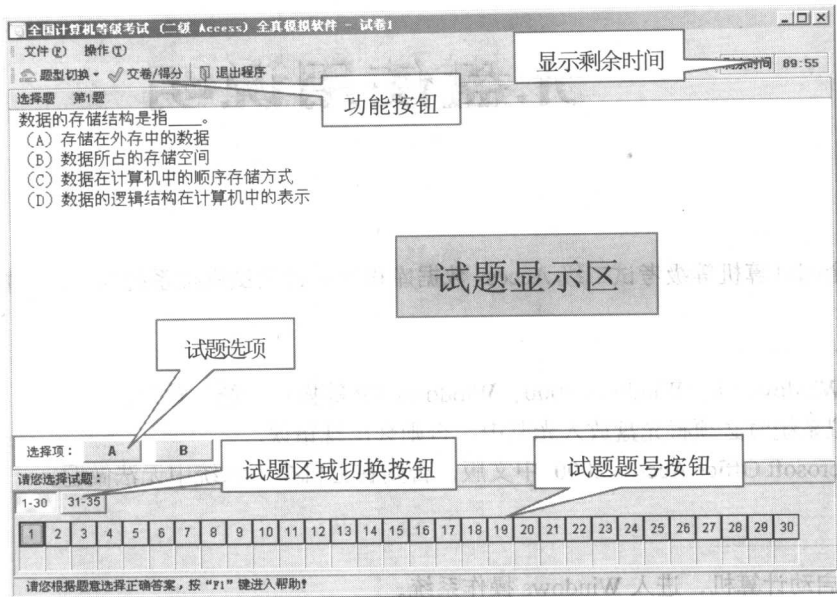 全国计算机等级考试 (二级 Access) 全真模拟软件 - 试卷1
文件(F) 操作(T)
显示剩余时间
剩余时间 89:55
题型切换 交卷/得分 退出程序
功能按钮
选择题 第1题
数据的存储结构是指____。
(A) 存储在外存中的数据
(B) 数据所占的存储空间
(C) 数据在计算机中的顺序存储方式
(D) 数据的逻辑结构在计算机中的表示
试题显示区
试题选项
选择项： A B
试题区域切换按钮
试题题号按钮
请您选择试题：
1-30 31-35
1 2 3 4 5 6 7 8 9 10 11 12 13 14 15 16 17 18 19 20 21 22 23 24 25 26 27 28 29 30
请您根据题意选择正确答案，按“F1”键进入帮助!